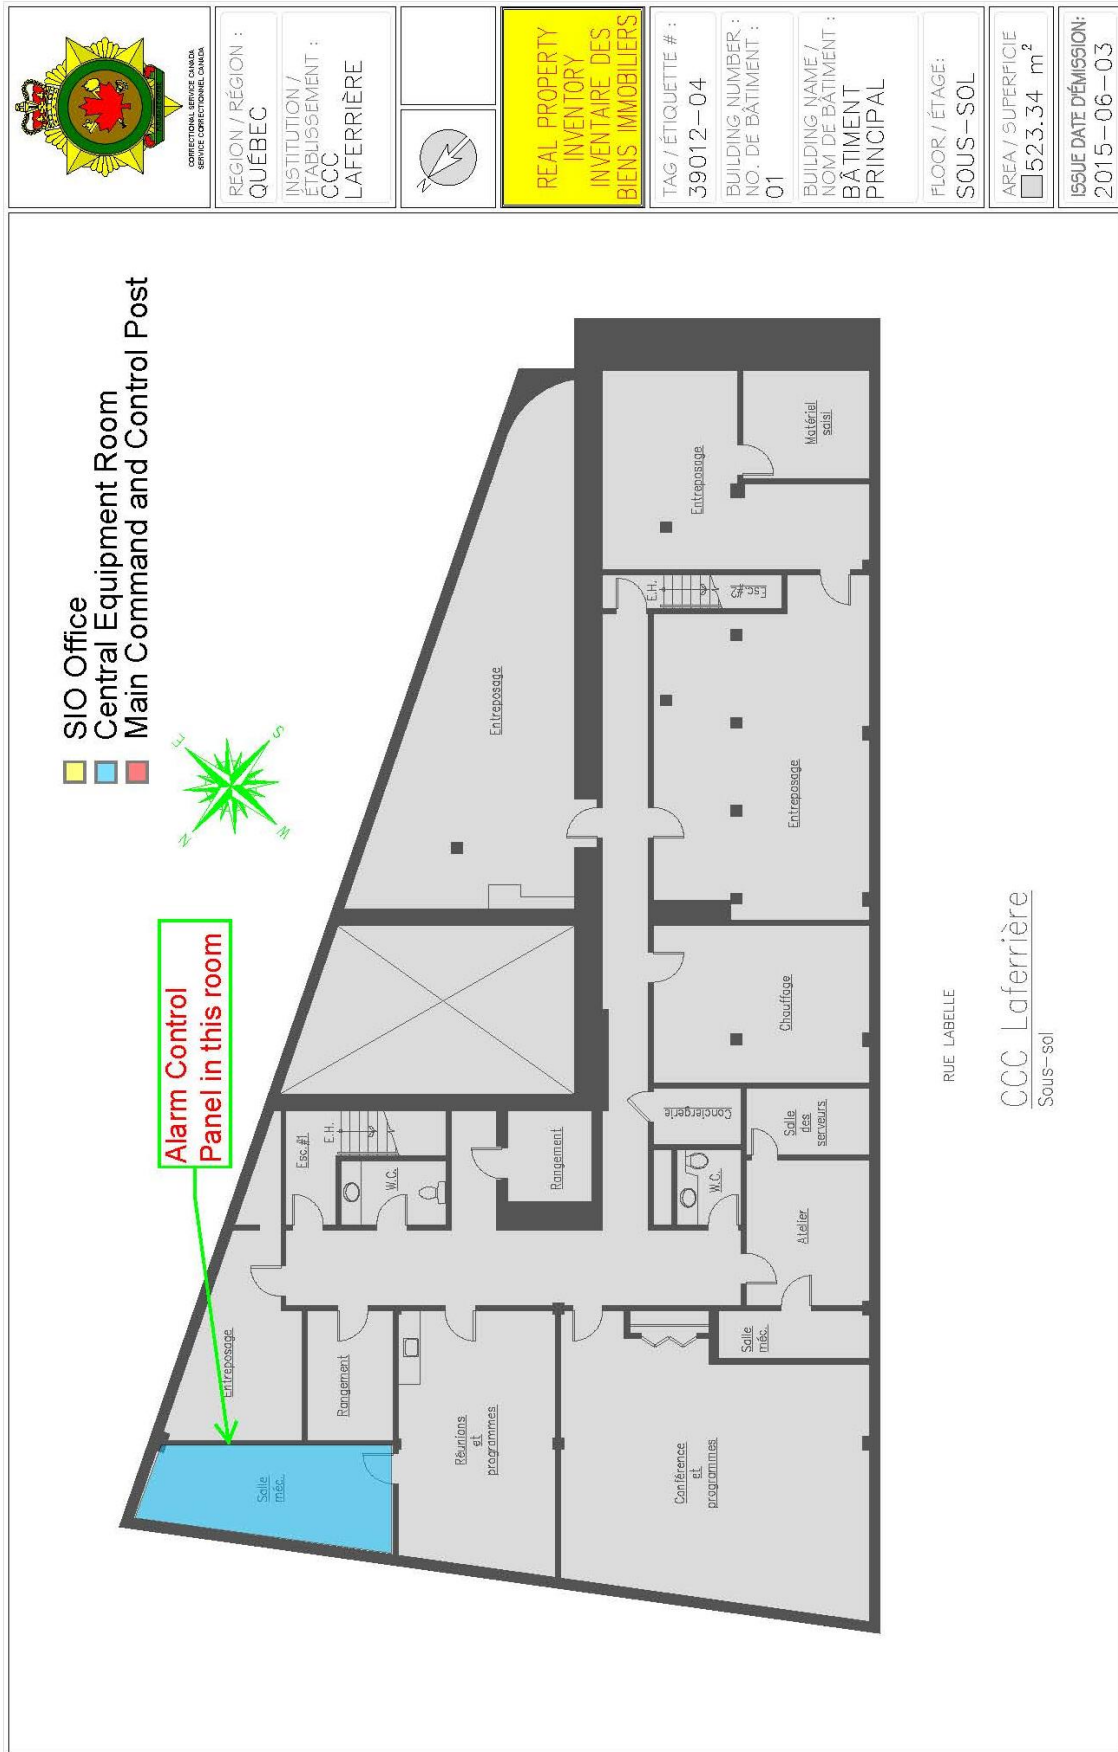 SIO Office
Central Equipment Room
Main Command and Control Post
N
E
S
W
Alarm Control
Panel in this room
Salle
méc.
Entreposage
Rangement
Réunions
et
programmes
Conférence
et
programmes
Salle
méc.
Atelier
Salle
des
serveurs
W.C.
Conciergerie
Rangement
W.C.
Esc.#1
E.H.
Chauffage
Entreposage
Entreposage
E.H.
Esc.#2
Entreposage
Matériel
saisi
RUE LABELLE
CCC Laferrière
Sous-sol
CORRECTIONAL SERVICE CANADA
SERVICE CORRECTIONNEL CANADA
REGION / RÉGION :
QUÉBEC
INSTITUTION /
ÉTABLISSEMENT :
CCC
LAFERRIÈRE
N
REAL PROPERTY
INVENTORY
INVENTAIRE DES
BIENS IMMOBILIERS
TAG / ÉTIQUETTE # :
39012-04
BUILDING NUMBER :
NO. DE BÂTIMENT :
01
BUILDING NAME /
NOM DE BÂTIMENT :
BÂTIMENT
PRINCIPAL
FLOOR / ÉTAGE:
SOUS-SOL
AREA / SUPERFICIE
523.34 m²
ISSUE DATE D'ÉMISSION:
2015-06-03